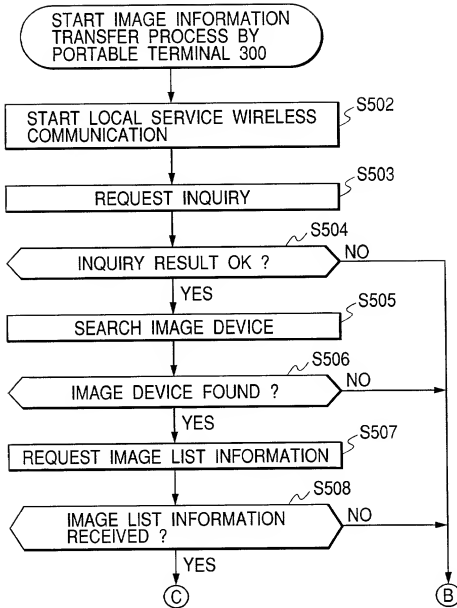 START IMAGE INFORMATION
TRANSFER PROCESS BY
PORTABLE TERMINAL 300
S502
START LOCAL SERVICE WIRELESS
COMMUNICATION
S503
REQUEST INQUIRY
S504
INQUIRY RESULT OK ?
NO
YES
S505
SEARCH IMAGE DEVICE
S506
IMAGE DEVICE FOUND ?
NO
YES
S507
REQUEST IMAGE LIST INFORMATION
S508
IMAGE LIST INFORMATION
RECEIVED ?
NO
YES
C
B